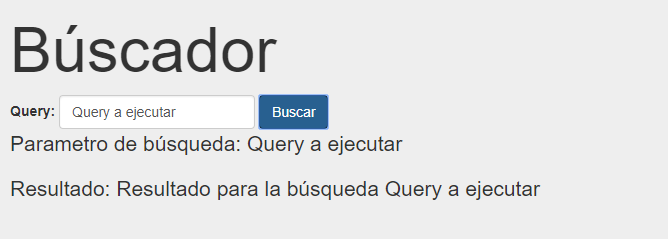 Búscador
Query: Query a ejecutar Buscar
Parametro de búsqueda: Query a ejecutar
Resultado: Resultado para la búsqueda Query a ejecutar